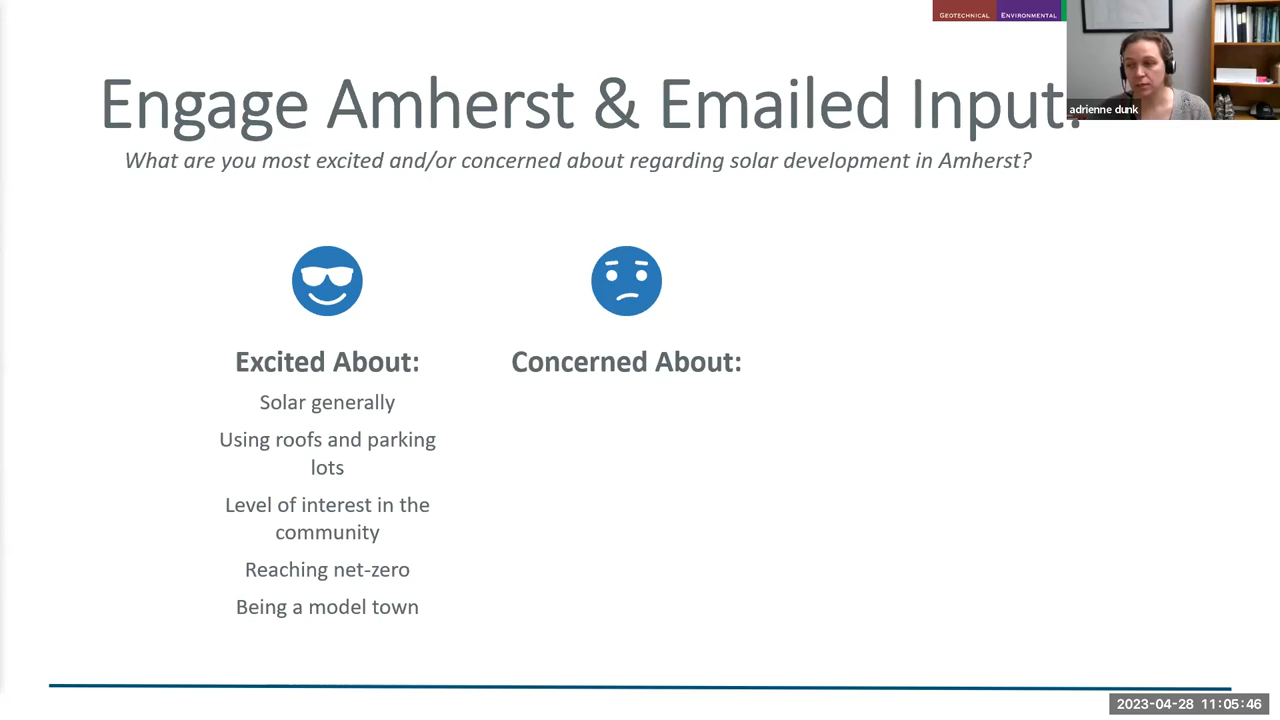 GEOTECHNICAL ENVIRONMENTAL
Engage Amherst & Emailed Input:
adrienne dunk
What are you most excited and/or concerned about regarding solar development in Amherst?
Excited About:
Solar generally
Using roofs and parking
lots
Level of interest in the
community
Reaching net-zero
Being a model town
Concerned About:
2023-04-28 11:05:46